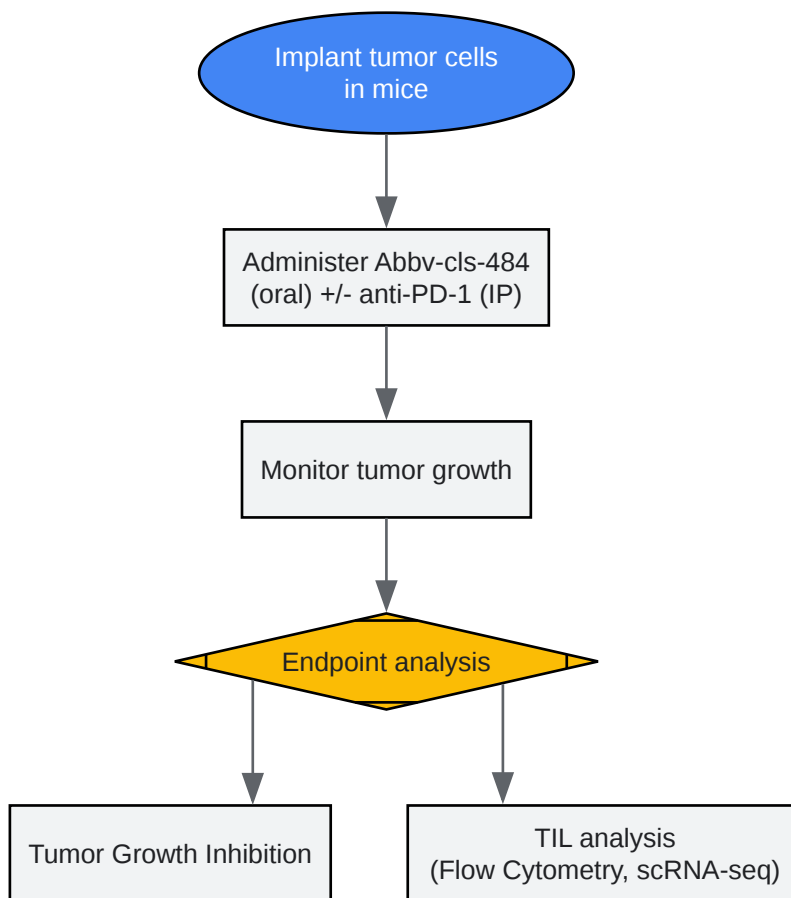 Implant tumor cells
in mice
Administer Abbv-cls-484
(oral) +/- anti-PD-1 (IP)
Monitor tumor growth
Endpoint analysis
Tumor Growth Inhibition
TIL analysis
(Flow Cytometry, scRNA-seq)